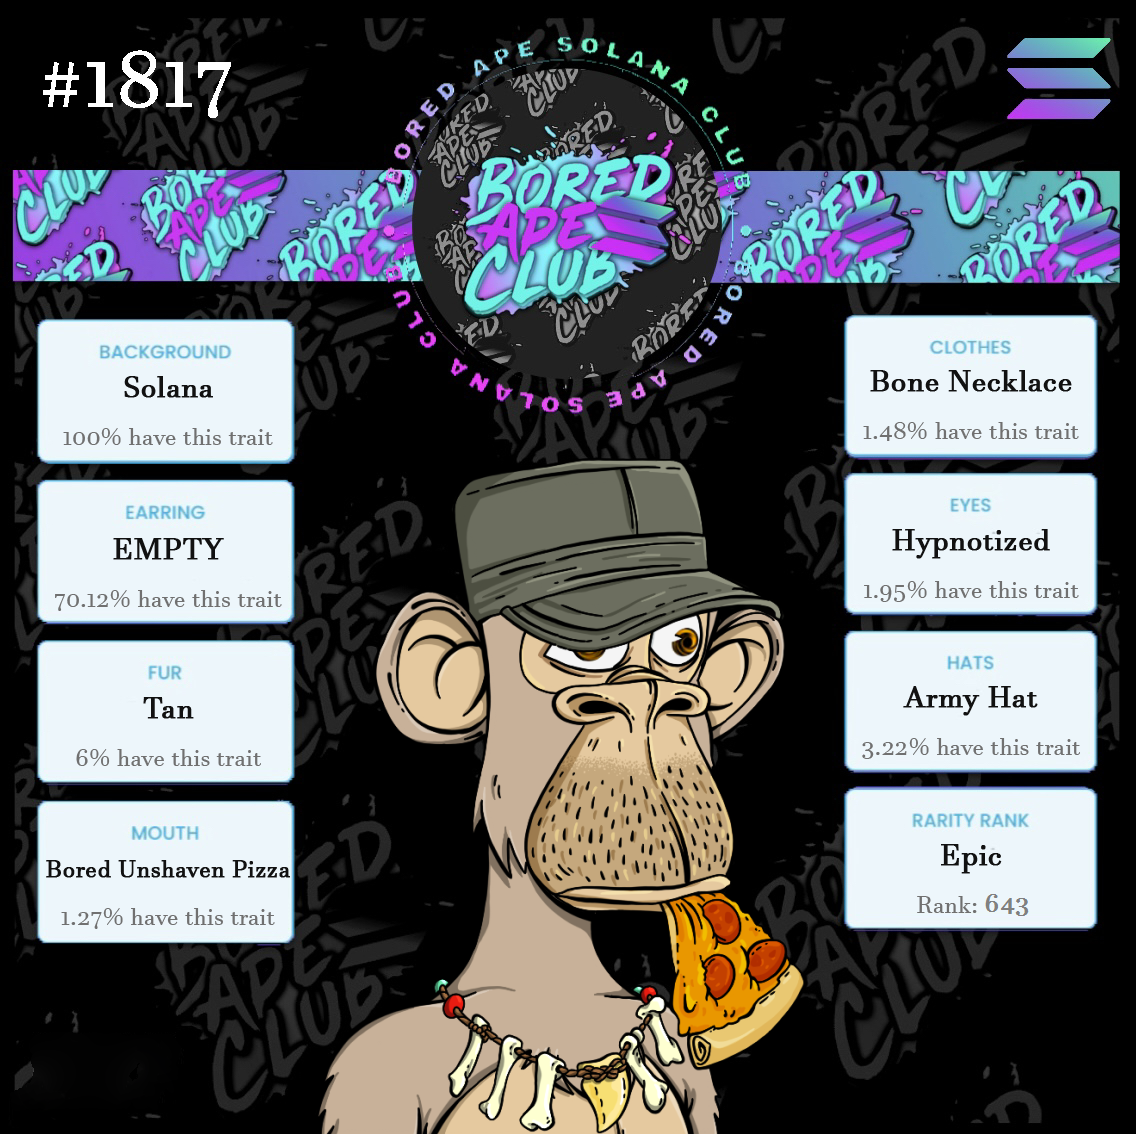 #1817
BORED APE SOLANA CLUB
BORED
APE
CLUB
BORED APE SOLANA CLUB
BACKGROUND
Solana
100% have this trait
EARRING
EMPTY
70.12% have this trait
FUR
Tan
6% have this trait
MOUTH
Bored Unshaven Pizza
1.27% have this trait
CLOTHES
Bone Necklace
1.48% have this trait
EYES
Hypnotized
1.95% have this trait
HATS
Army Hat
3.22% have this trait
RARITY RANK
Epic
Rank: 643